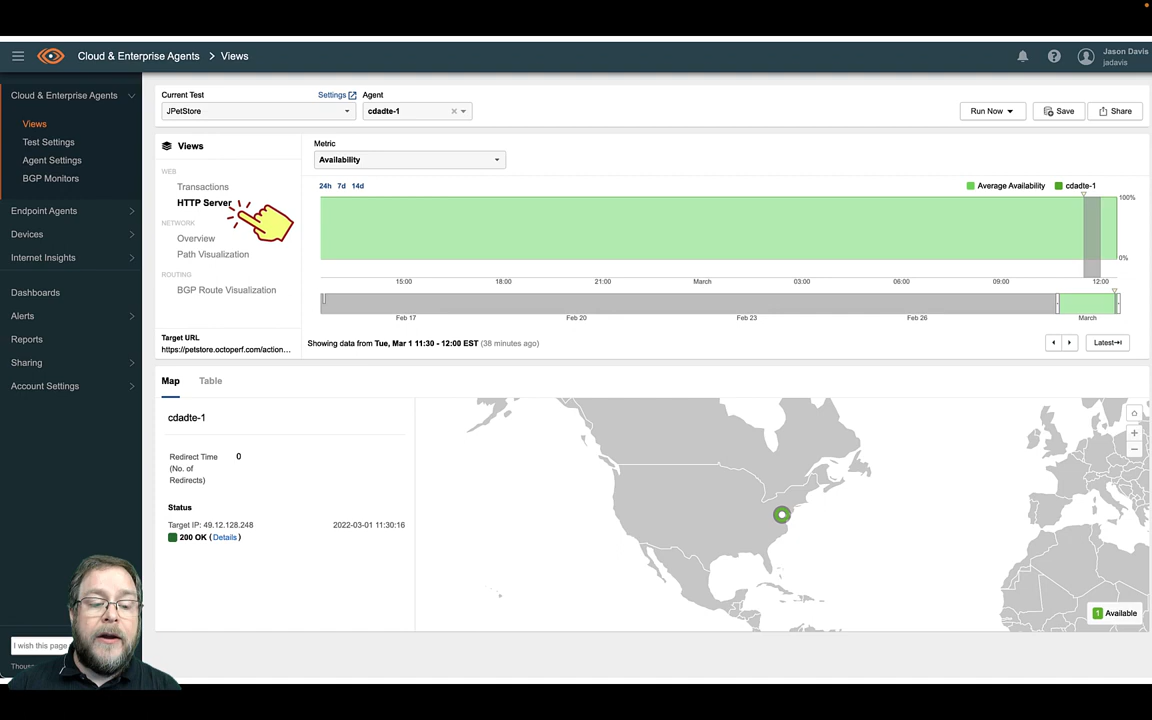 Cloud & Enterprise Agents > Views
Jason Davis
jadavis
Cloud & Enterprise Agents
Views
Test Settings
Agent Settings
BGP Monitors
Endpoint Agents
Devices
Internet Insights
Dashboards
Alerts
Reports
Sharing
Account Settings
I wish this page
Current Test
Settings
Agent
JPetStore
cdadte-1
Run Now
Save
Share
Views
WEB
Transactions
HTTP Server
NETWORK
Overview
Path Visualization
ROUTING
BGP Route Visualization
Target URL
https://petstore.octoperf.com/action...
Metric
Availability
24h 7d 14d
Average Availability
cdadte-1
100%
0%
15:00 18:00 21:00 March 03:00 06:00 09:00 12:00
Feb 17 Feb 20 Feb 23 Feb 26 March
Showing data from Tue, Mar 1 11:30 - 12:00 EST (38 minutes ago)
Latest
Map
Table
cdadte-1
Redirect Time 0
(No. of
Redirects)
Status
Target IP: 49.12.128.248 2022-03-01 11:30:16
200 OK (Details)
1 Available